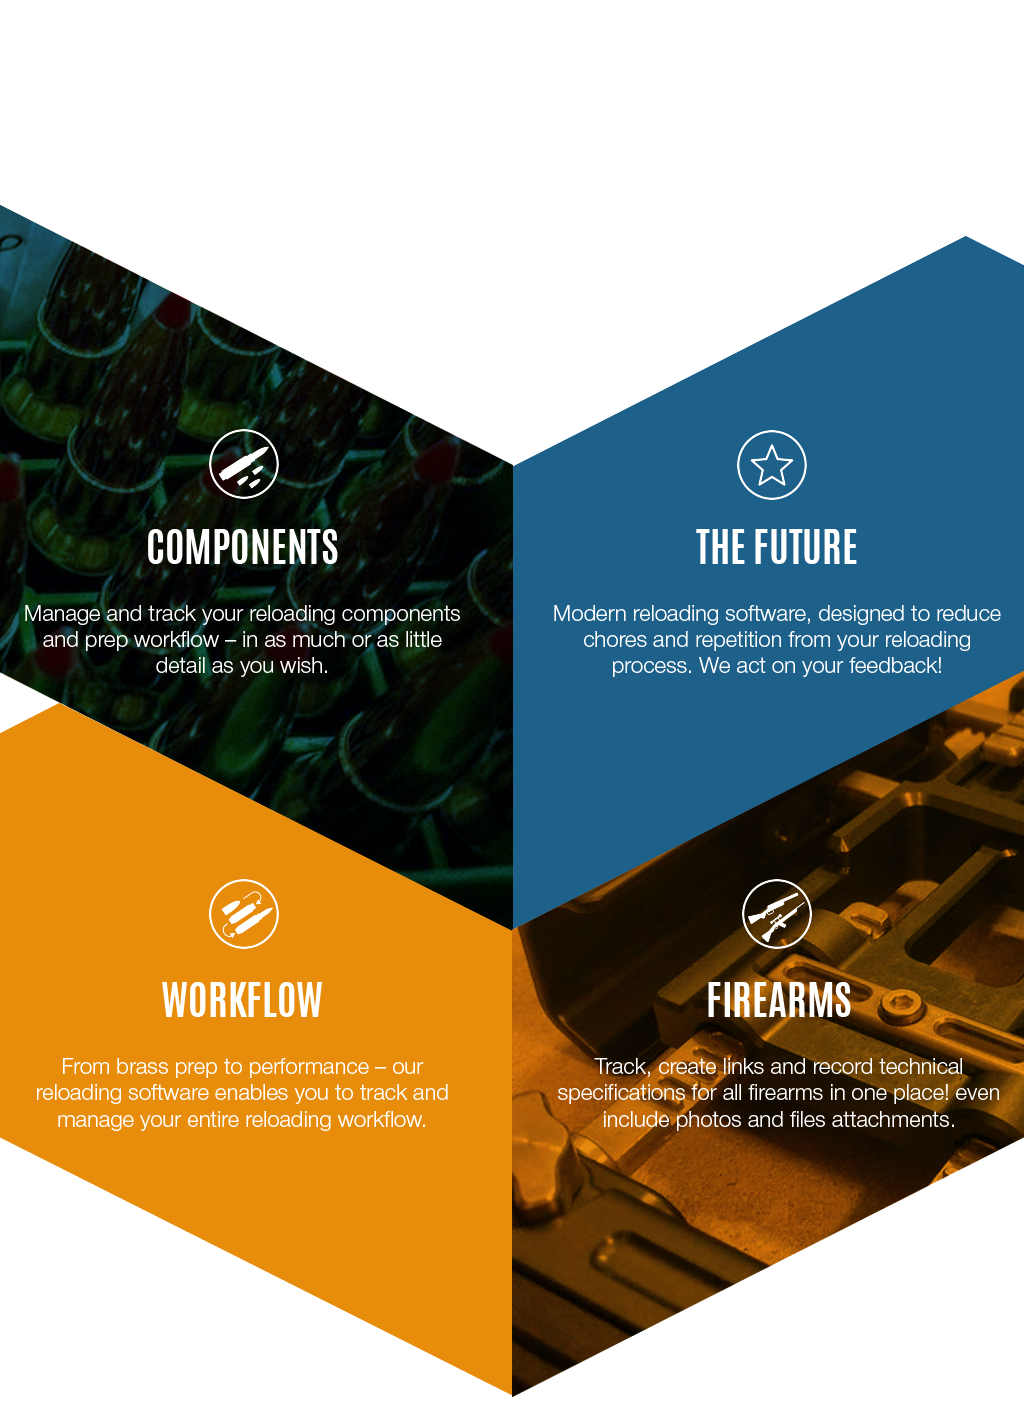 COMPONENTS
Manage and track your reloading components
and prep workflow – in as much or as little
detail as you wish.
THE FUTURE
Modern reloading software, designed to reduce
chores and repetition from your reloading
process. We act on your feedback!
WORKFLOW
From brass prep to performance – our
reloading software enables you to track and
manage your entire reloading workflow.
FIREARMS
Track, create links and record technical
specifications for all firearms in one place! even
include photos and files attachments.